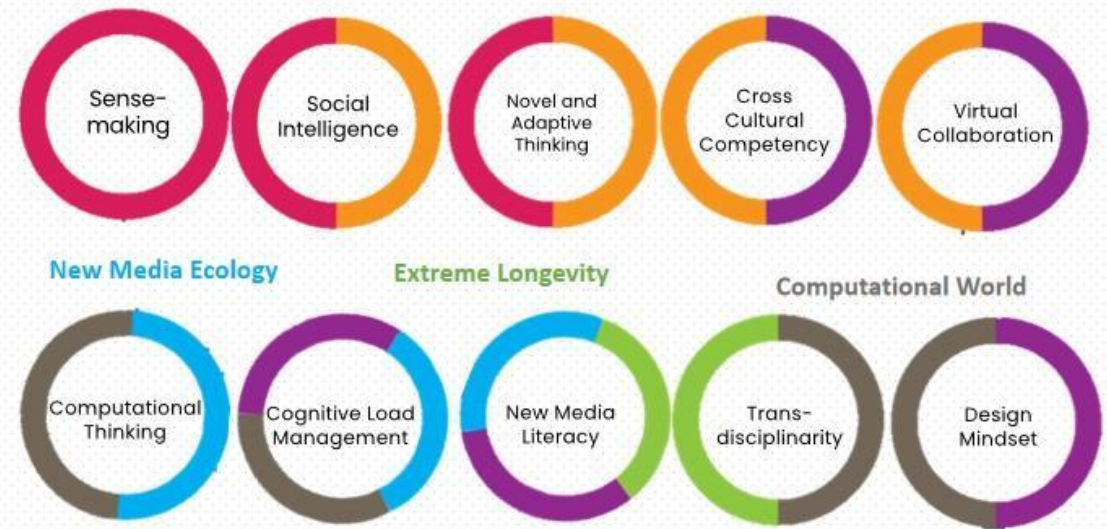 Sense-
making
Social
Intelligence
Novel and
Adaptive
Thinking
Cross
Cultural
Competency
Virtual
Collaboration
New Media Ecology
Extreme Longevity
Computational World
Computational
Thinking
Cognitive Load
Management
New Media
Literacy
Trans-
disciplinarity
Design
Mindset